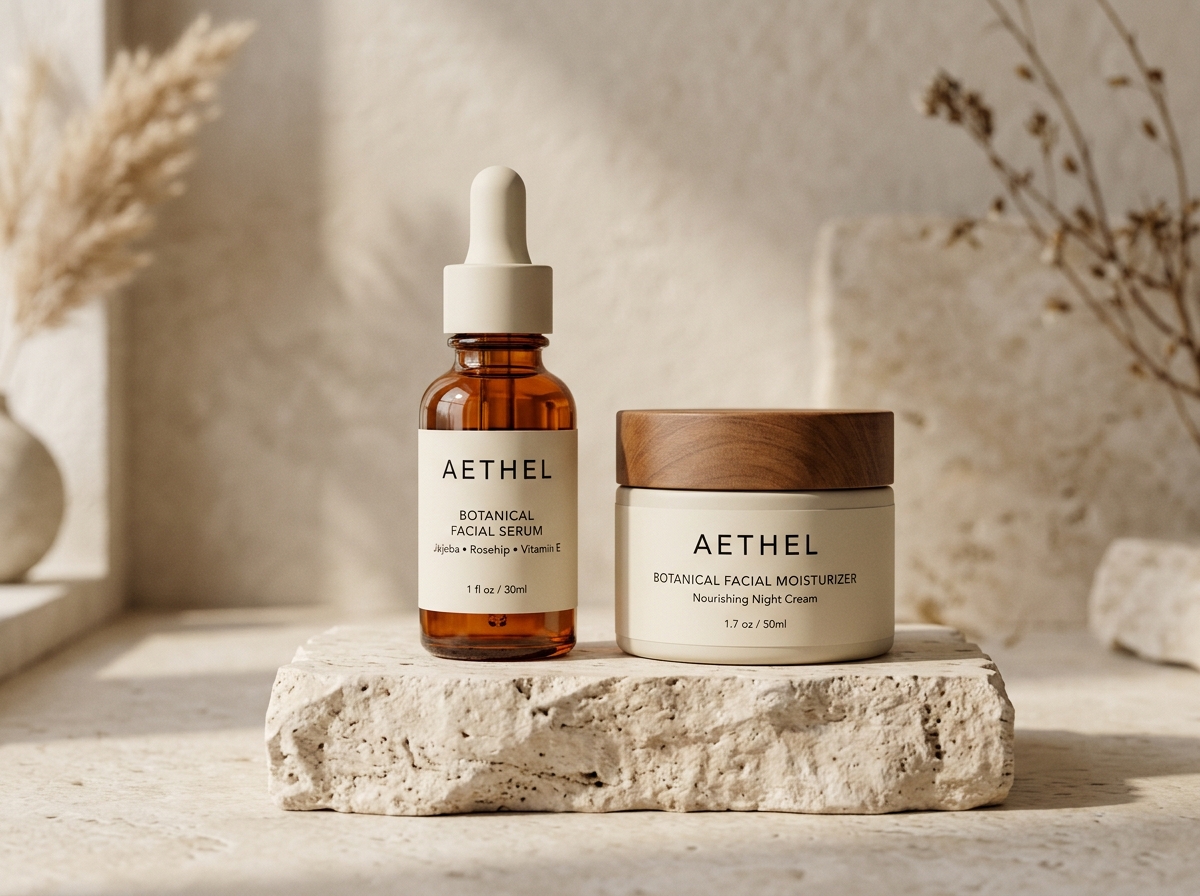 AETHEL
BOTANICAL
FACIAL SERUM
• Rosehip • Vitamin E
1 fl oz / 30ml
AETHEL
BOTANICAL FACIAL MOISTURIZER
Nourishing Night Cream
1.7 oz / 50ml